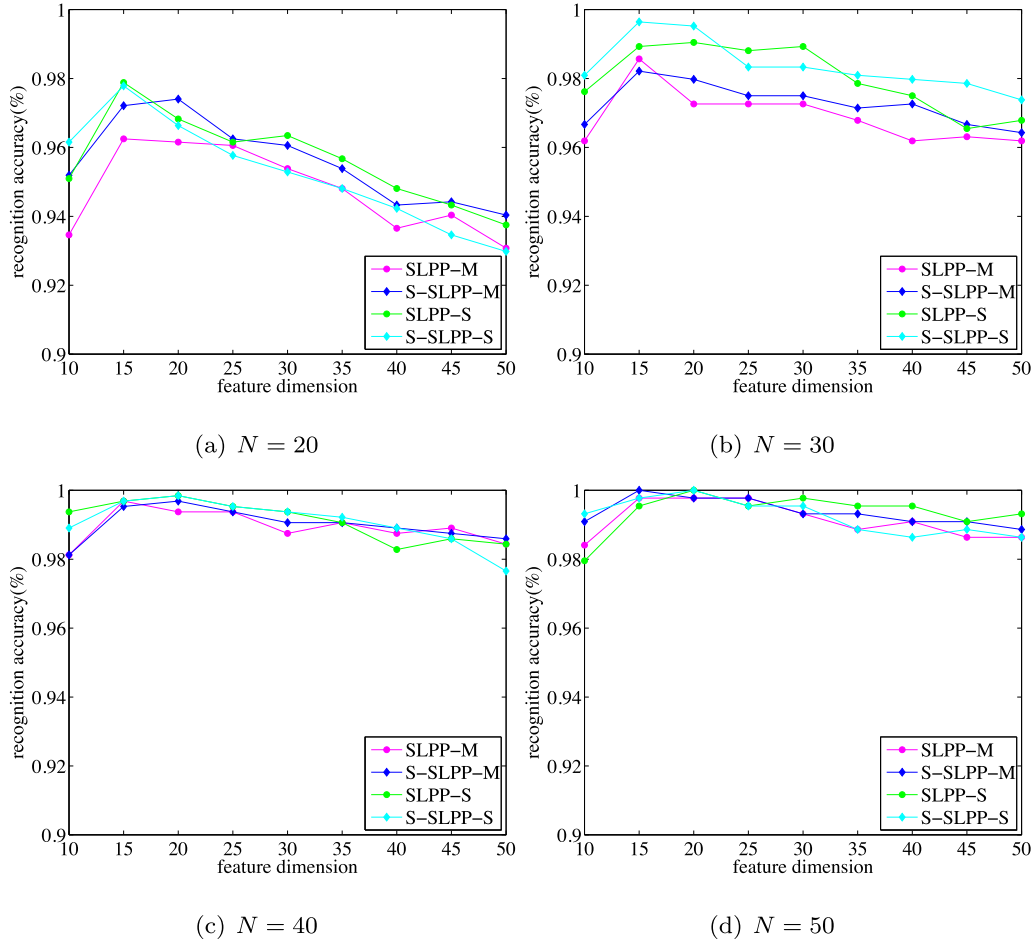 1
0.98
0.96
0.94
0.92
0.9
recognition accuracy(%)
10 15 20 25 30 35 40 45 50
feature dimension
SLPP−M
S−SLPP−M
SLPP−S
S−SLPP−S
(a) N = 20
1
0.98
0.96
0.94
0.92
0.9
recognition accuracy(%)
10 15 20 25 30 35 40 45 50
feature dimension
SLPP−M
S−SLPP−M
SLPP−S
S−SLPP−S
(b) N = 30
1
0.98
0.96
0.94
0.92
0.9
recognition accuracy(%)
10 15 20 25 30 35 40 45 50
feature dimension
SLPP−M
S−SLPP−M
SLPP−S
S−SLPP−S
(c) N = 40
1
0.98
0.96
0.94
0.92
0.9
recognition accuracy(%)
10 15 20 25 30 35 40 45 50
feature dimension
SLPP−M
S−SLPP−M
SLPP−S
S−SLPP−S
(d) N = 50